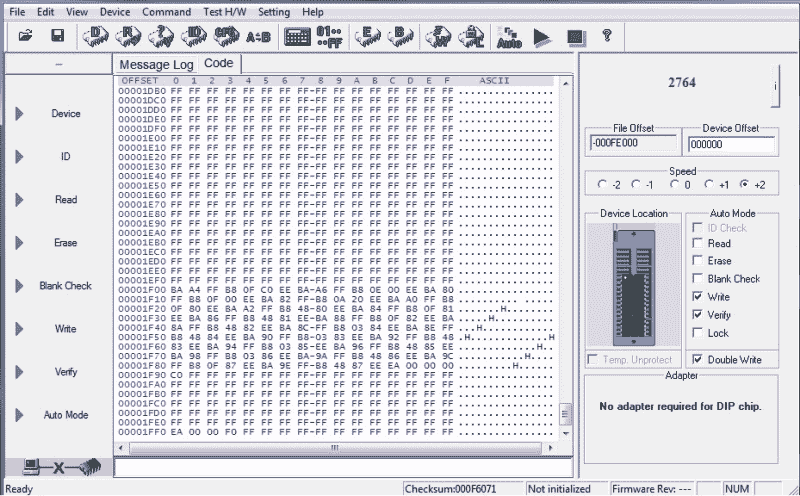 File Edit View Device Command Test H/W Setting Help
Auto
Message Log Code
OFFSET 0 1 2 3 4 5 6 7 - 8 9 A B C D E F ASCII
00001DB0 FF FF FF FF FF FF FF FF-FF FF FF FF FF FF FF FF ................
00001DC0 FF FF FF FF FF FF FF FF-FF FF FF FF FF FF FF FF ................
00001DD0 FF FF FF FF FF FF FF FF-FF FF FF FF FF FF FF FF ................
00001DE0 FF FF FF FF FF FF FF FF-FF FF FF FF FF FF FF FF ................
00001DF0 FF FF FF FF FF FF FF FF-FF FF FF FF FF FF FF FF ................
00001E00 FF FF FF FF FF FF FF FF-FF FF FF FF FF FF FF FF ................
00001E10 FF FF FF FF FF FF FF FF-FF FF FF FF FF FF FF FF ................
00001E20 FF FF FF FF FF FF FF FF-FF FF FF FF FF FF FF FF ................
00001E30 FF FF FF FF FF FF FF FF-FF FF FF FF FF FF FF FF ................
00001E40 FF FF FF FF FF FF FF FF-FF FF FF FF FF FF FF FF ................
00001E50 FF FF FF FF FF FF FF FF-FF FF FF FF FF FF FF FF ................
00001E60 FF FF FF FF FF FF FF FF-FF FF FF FF FF FF FF FF ................
00001E70 FF FF FF FF FF FF FF FF-FF FF FF FF FF FF FF FF ................
00001E80 FF FF FF FF FF FF FF FF-FF FF FF FF FF FF FF FF ................
00001E90 FF FF FF FF FF FF FF FF-FF FF FF FF FF FF FF FF ................
00001EA0 FF FF FF FF FF FF FF FF-FF FF FF FF FF FF FF FF ................
00001EB0 FF FF FF FF FF FF FF FF-FF FF FF FF FF FF FF FF ................
00001EC0 FF FF FF FF FF FF FF FF-FF FF FF FF FF FF FF FF ................
00001ED0 FF FF FF FF FF FF FF FF-FF FF FF FF FF FF FF FF ................
00001EE0 FF FF FF FF FF FF FF FF-FF FF FF FF FF FF FF FF ................
00001EF0 FF FF FF FF FF FF FF FF-FF FF FF FF FF FF FF FF ................
00001F00 BA A4 FF B8 0F C0 EE BA-A6 FF B8 0E 00 EE BA 80 ................
00001F10 FF B8 0F 00 EE BA 82 FF-B8 0A 20 EE BA A0 FF B8 ................
00001F20 0F 80 EE BA A2 FF B8 48-80 EE BA 84 FF B8 0F 81 .......H........
00001F30 EE BA 86 FF B8 48 81 EE-BA 88 FF B8 0F 82 EE BA .....H..........
00001F40 8A FF B8 48 82 EE BA 8C-FF B8 03 84 EE BA 8E FF ...H............
00001F50 B8 48 84 EE BA 90 FF B8-03 83 EE BA 92 FF B8 48 .H.............H
00001F60 83 EE BA 94 FF B8 03 85-EE BA 96 FF B8 48 85 EE .............H..
00001F70 BA 98 FF B8 03 86 EE BA-9A FF B8 48 86 EE BA 9C ...........H....
00001F80 FF B8 0F 87 EE BA 9E FF-B8 48 87 EE EA 00 00 00 .........H......
00001F90 C0 FF FF FF FF FF FF FF-FF FF FF FF FF FF FF FF ................
00001FA0 FF FF FF FF FF FF FF FF-FF FF FF FF FF FF FF FF ................
00001FB0 FF FF FF FF FF FF FF FF-FF FF FF FF FF FF FF FF ................
00001FC0 FF FF FF FF FF FF FF FF-FF FF FF FF FF FF FF FF ................
00001FD0 FF FF FF FF FF FF FF FF-FF FF FF FF FF FF FF FF ................
00001FE0 FF FF FF FF FF FF FF FF-FF FF FF FF FF FF FF FF ................
00001FF0 EA 00 00 F0 FF FF FF FF-FF FF FF FF FF FF FF FF ................
Device
ID
Read
Erase
Blank Check
Write
Verify
Auto Mode
2764
i
File Offset Device Offset
-000FE000 000000
Speed
-2 -1 0 +1 +2
Device Location Auto Mode
ID Check
Read
Erase
Blank Check
Write
Verify
Lock
Temp. Unprotect Double Write
Adapter
No adapter required for DIP chip.
Ready Checksum:000F6071 Not initialized Firmware Rev: --- NUM